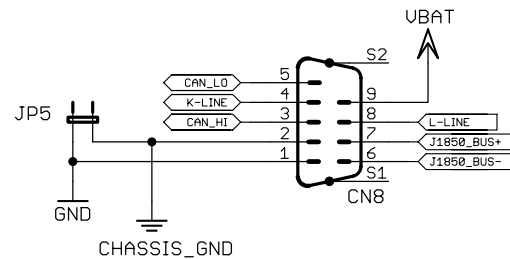 VBAT
S2
CAN_LO 5
K-LINE 4 9
CAN_HI 3 8 L-LINE
JP5
2 7 J1850_BUS+
1 6 J1850_BUS-
S1
CN8
GND
CHASSIS_GND